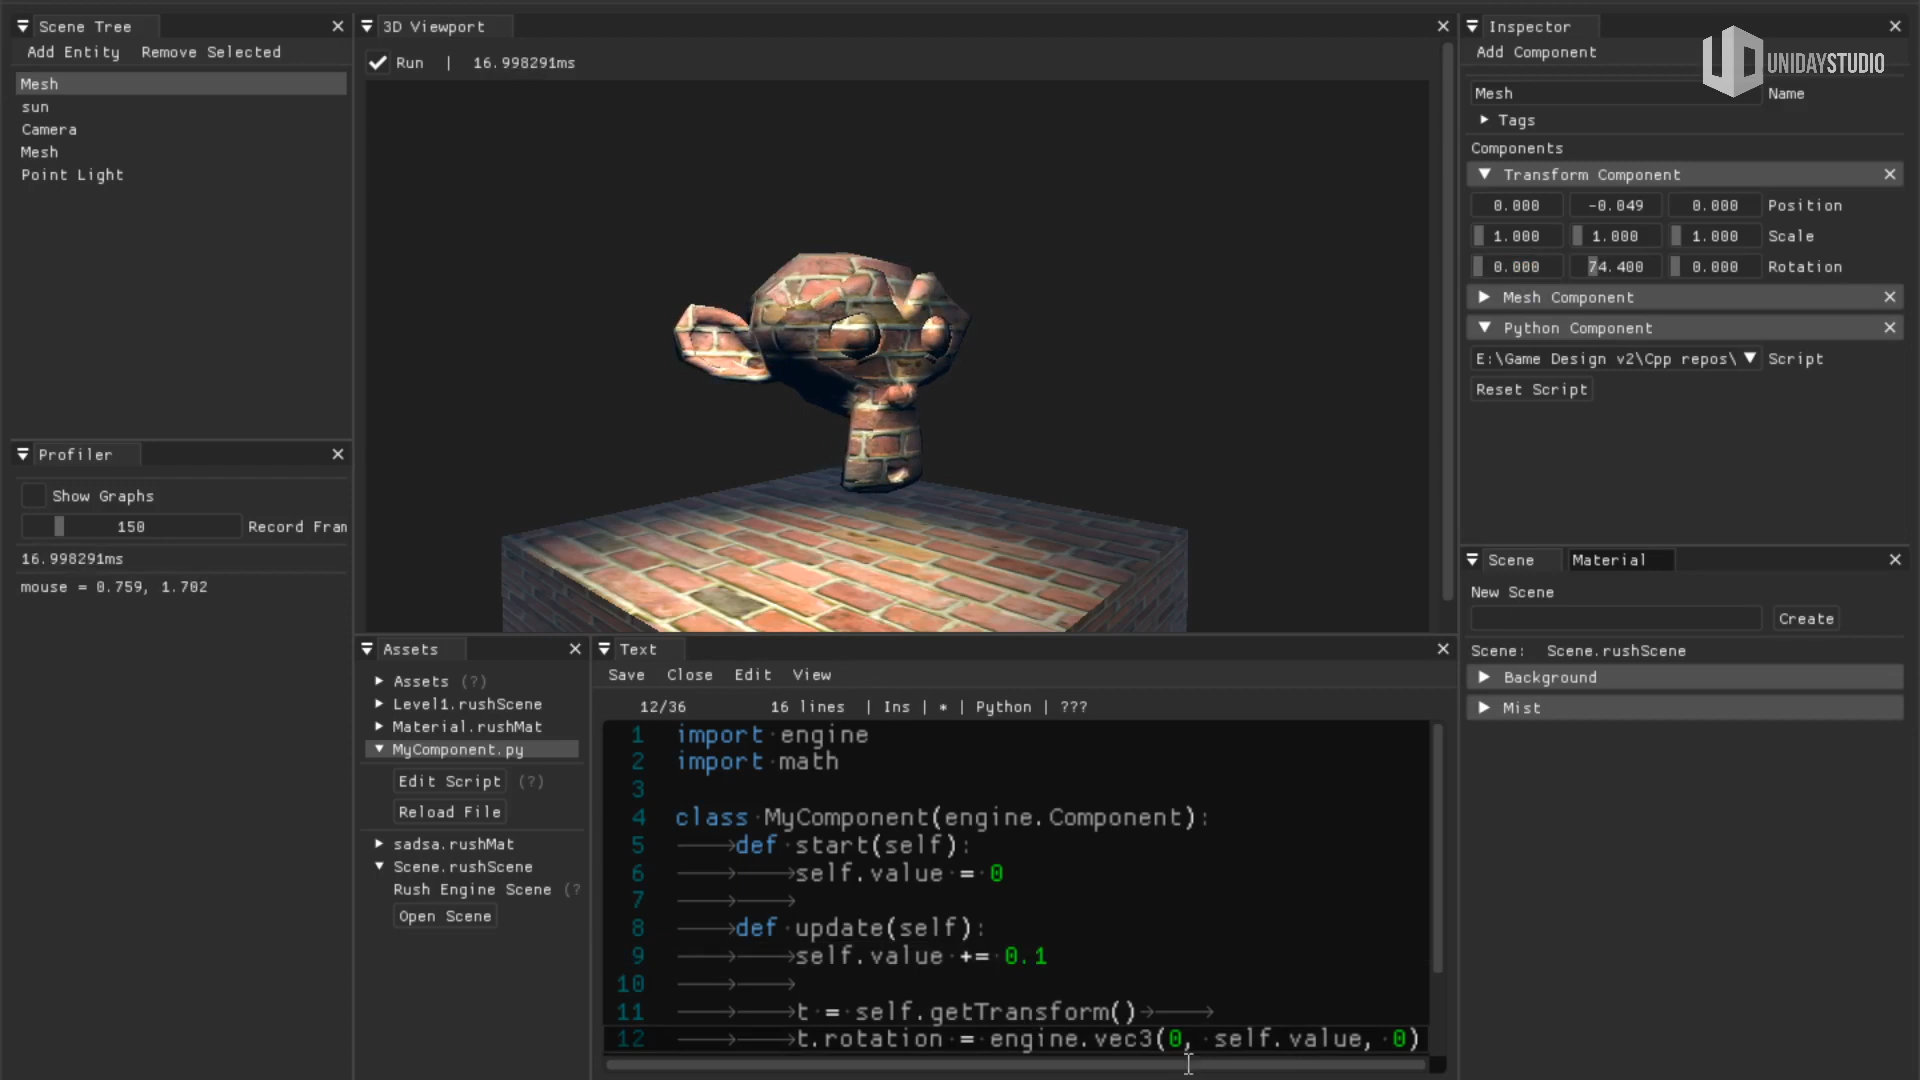 Scene Tree
Add Entity Remove Selected
Mesh
sun
Camera
Mesh
Point Light
Profiler
Show Graphs
150 Record Fram
16.998291ms
mouse = 0.759, 1.702
3D Viewport
Run | 16.998291ms
Assets
Assets (?)
Level1.rushScene
Material.rushMat
MyComponent.py
Edit Script (?)
Reload File
sadsa.rushMat
Scene.rushScene
Rush Engine Scene (?
Open Scene
Text
Save Close Edit View
12/36 16 lines | Ins | * | Python | ???
1 import engine
2 import math
3
4 class MyComponent(engine.Component):
5 def start(self):
6 self.value = 0
7
8 def update(self):
9 self.value += 0.1
10
11 t = self.getTransform()
12 t.rotation = engine.vec3(0, self.value, 0)
Inspector
Add Component
UNIDAYSTUDIO
Mesh Name
Tags
Components
Transform Component
0.000 -0.049 0.000 Position
1.000 1.000 1.000 Scale
0.000 74.400 0.000 Rotation
Mesh Component
Python Component
E:\Game Design v2\Cpp repos\ Script
Reset Script
Scene Material
New Scene
Create
Scene: Scene.rushScene
Background
Mist